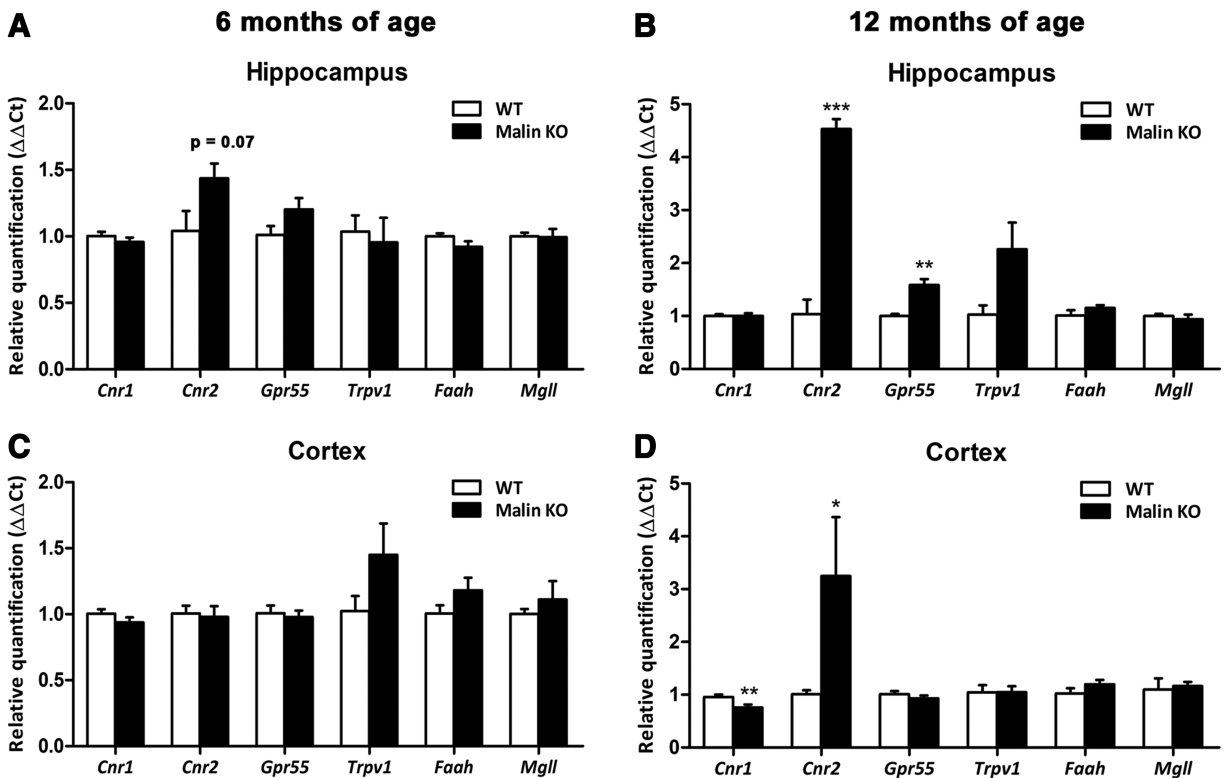 A
6 months of age
Hippocampus
Relative quantification (ΔΔCt)
2.0
1.5
1.0
0.5
0.0
WT
Malin KO
p = 0.07
Cnr1 Cnr2 Gpr55 Trpv1 Faah Mgll
B
12 months of age
Hippocampus
Relative quantification (ΔΔCt)
5
4
3
2
1
0
WT
Malin KO
***
**
Cnr1 Cnr2 Gpr55 Trpv1 Faah Mgll
C
Cortex
Relative quantification (ΔΔCt)
2.0
1.5
1.0
0.5
0.0
WT
Malin KO
Cnr1 Cnr2 Gpr55 Trpv1 Faah Mgll
D
Cortex
Relative quantification (ΔΔCt)
5
4
3
2
1
0
WT
Malin KO
*
**
Cnr1 Cnr2 Gpr55 Trpv1 Faah Mgll